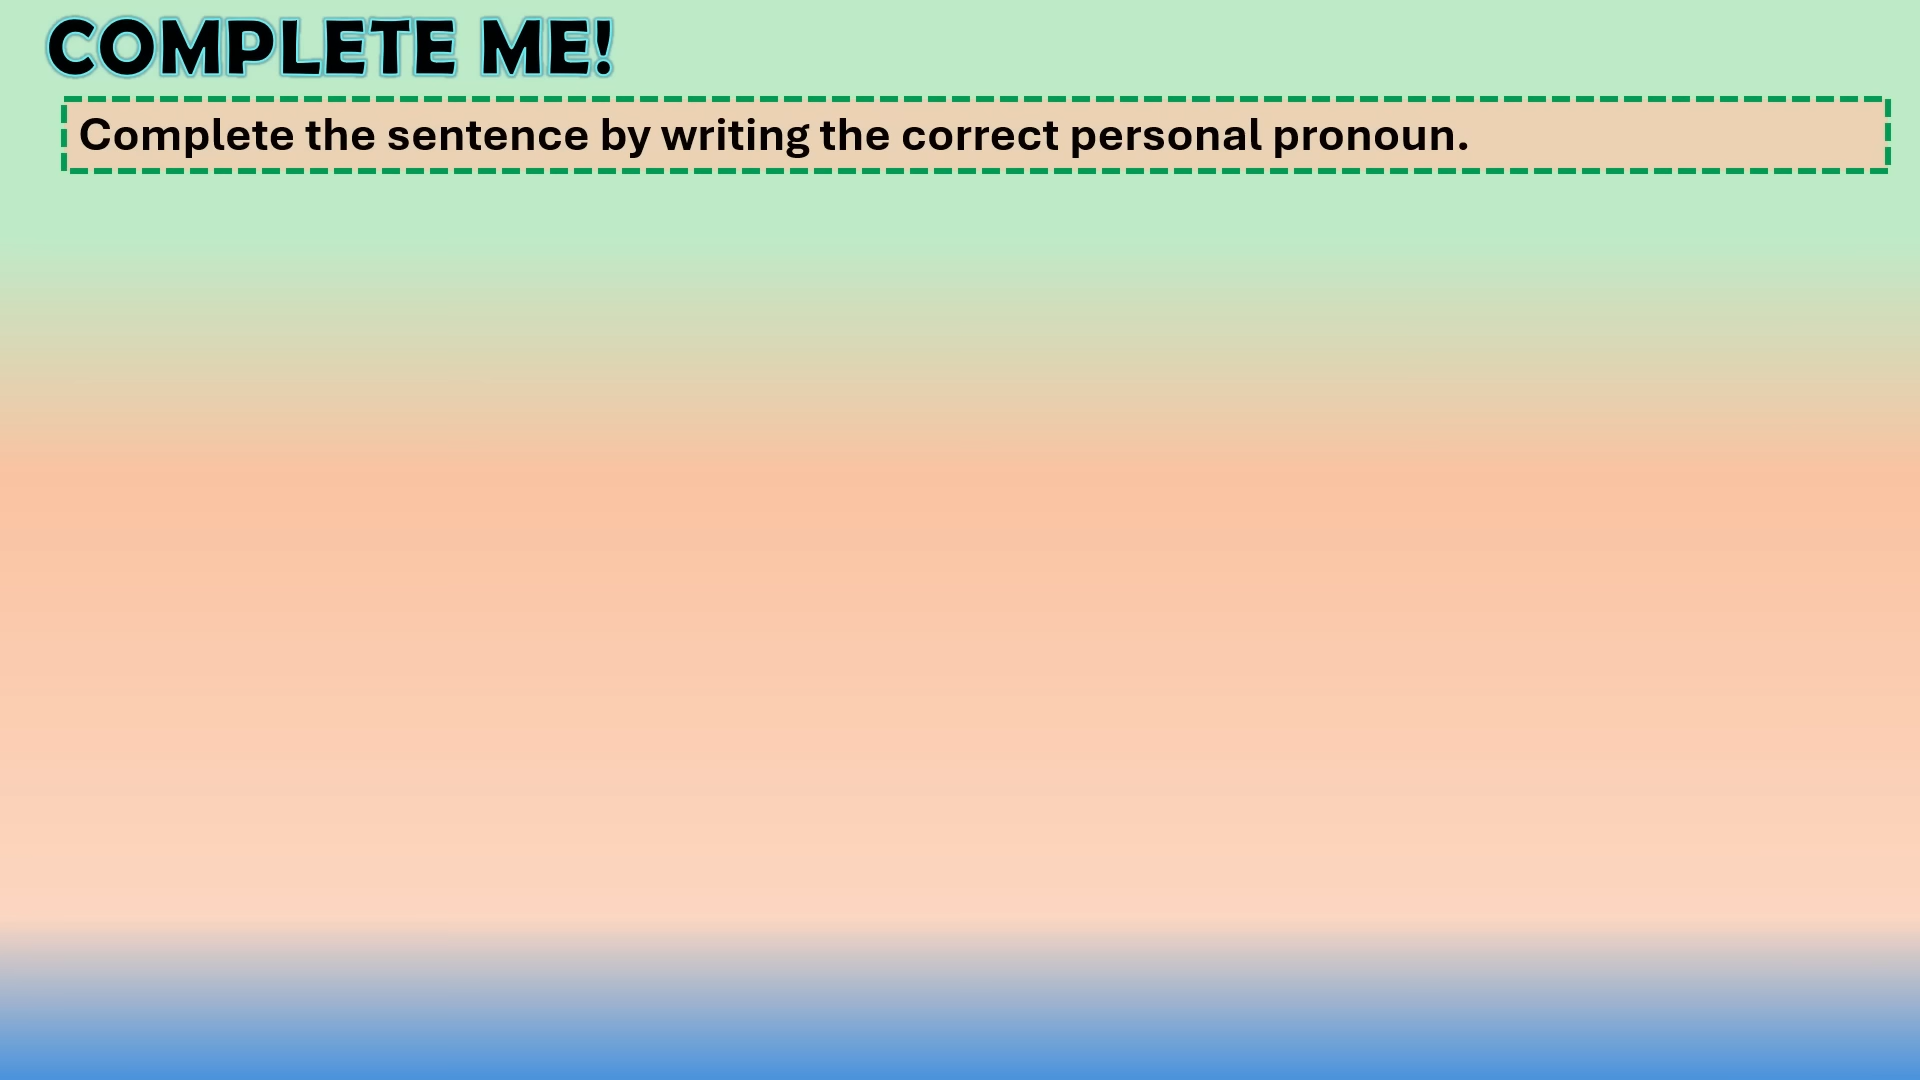 COMPLETE ME!
Complete the sentence by writing the correct personal pronoun.